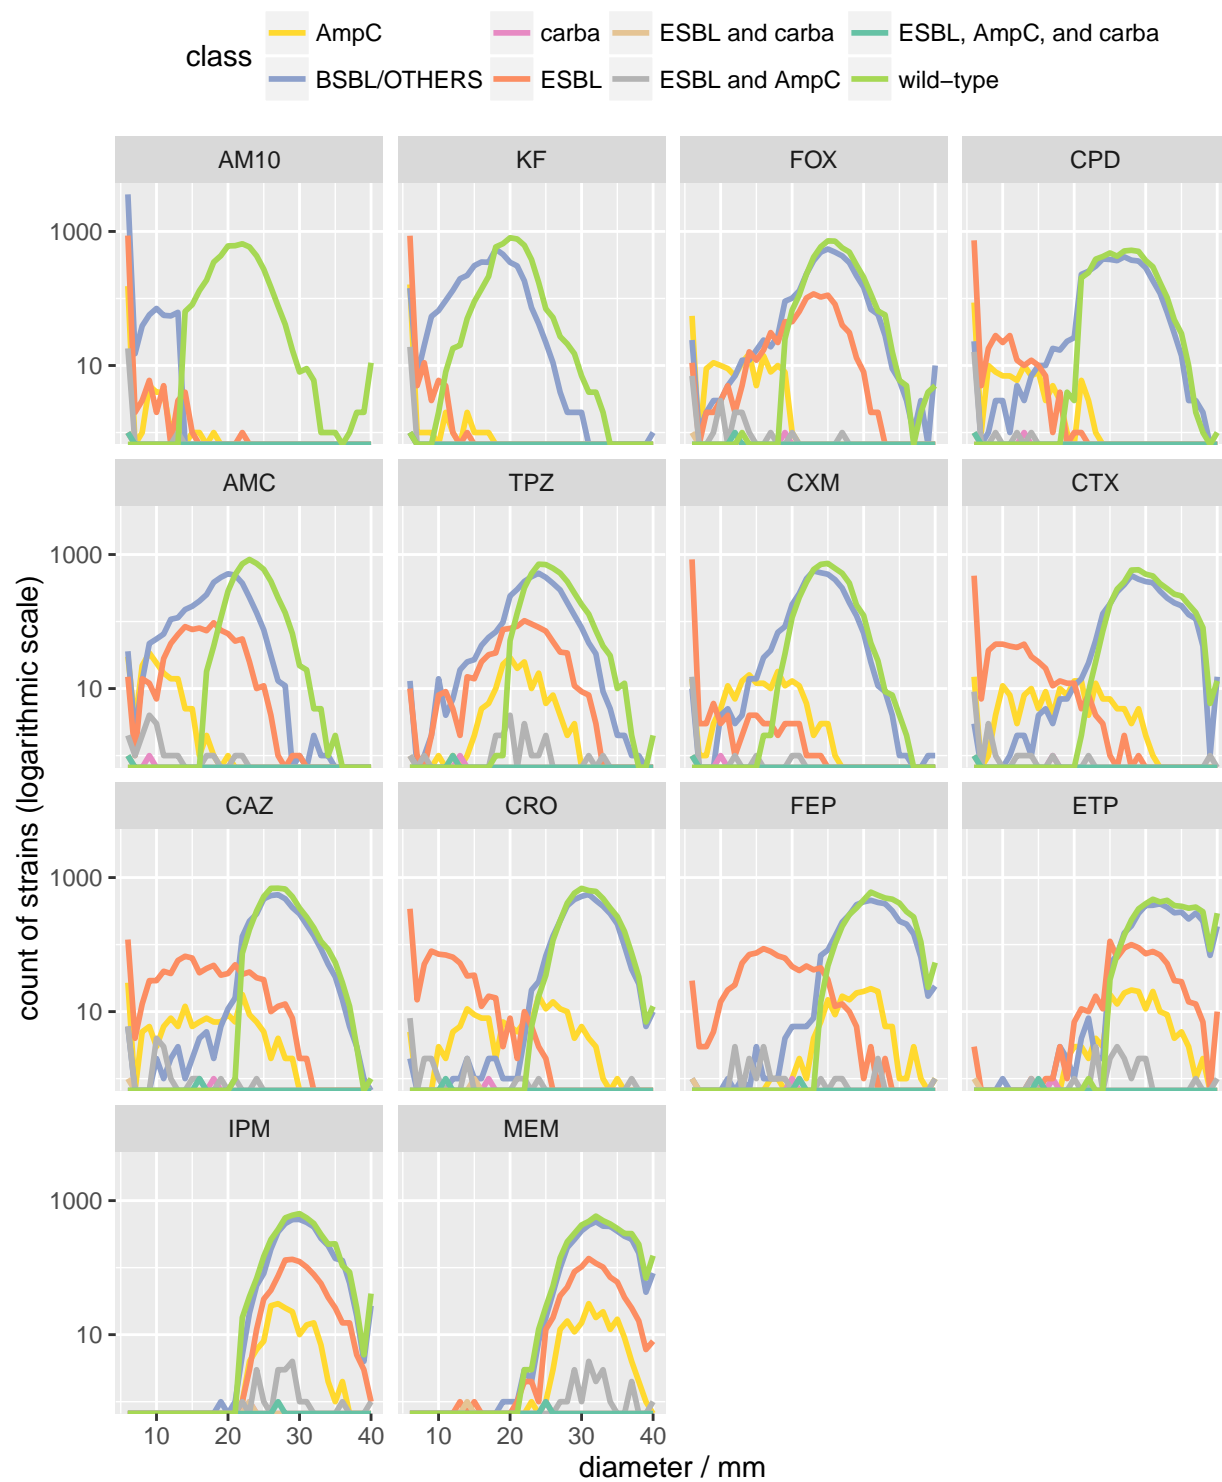 class
AmpC carba ESBL and carba ESBL, AmpC, and carba
BSBL/OTHERS ESBL ESBL and AmpC wild−type
AM10 KF FOX CPD
1000
10
AMC TPZ CXM CTX
1000
10
CAZ CRO FEP ETP
1000
10
IPM MEM
1000
10
10 20 30 40 10 20 30 40
diameter / mm
count of strains (logarithmic scale)